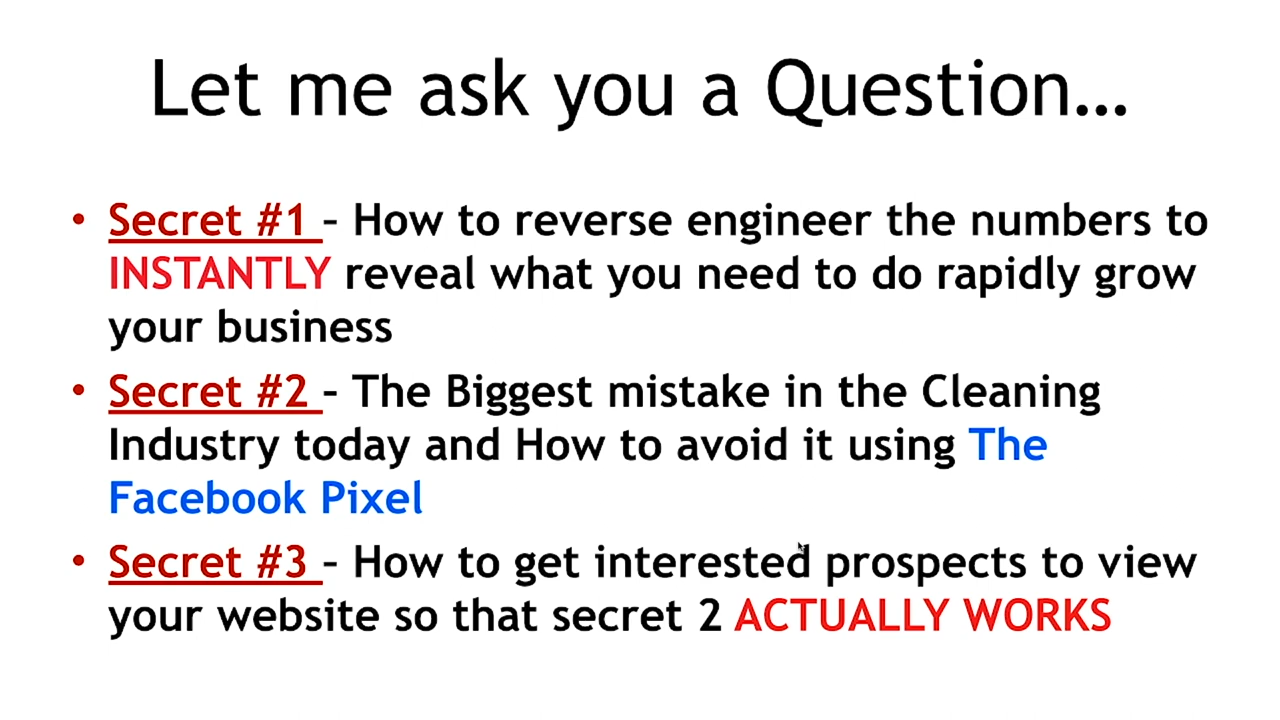 Let me ask you a Question...
• Secret #1 – How to reverse engineer the numbers to
INSTANTLY reveal what you need to do rapidly grow
your business
• Secret #2 – The Biggest mistake in the Cleaning
Industry today and How to avoid it using The
Facebook Pixel
• Secret #3 – How to get interested prospects to view
your website so that secret 2 ACTUALLY WORKS